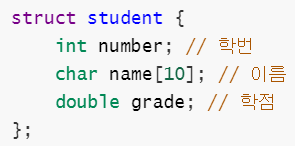 struct student {
    int number; // 학번
    char name[10]; // 이름
    double grade; // 학점
};